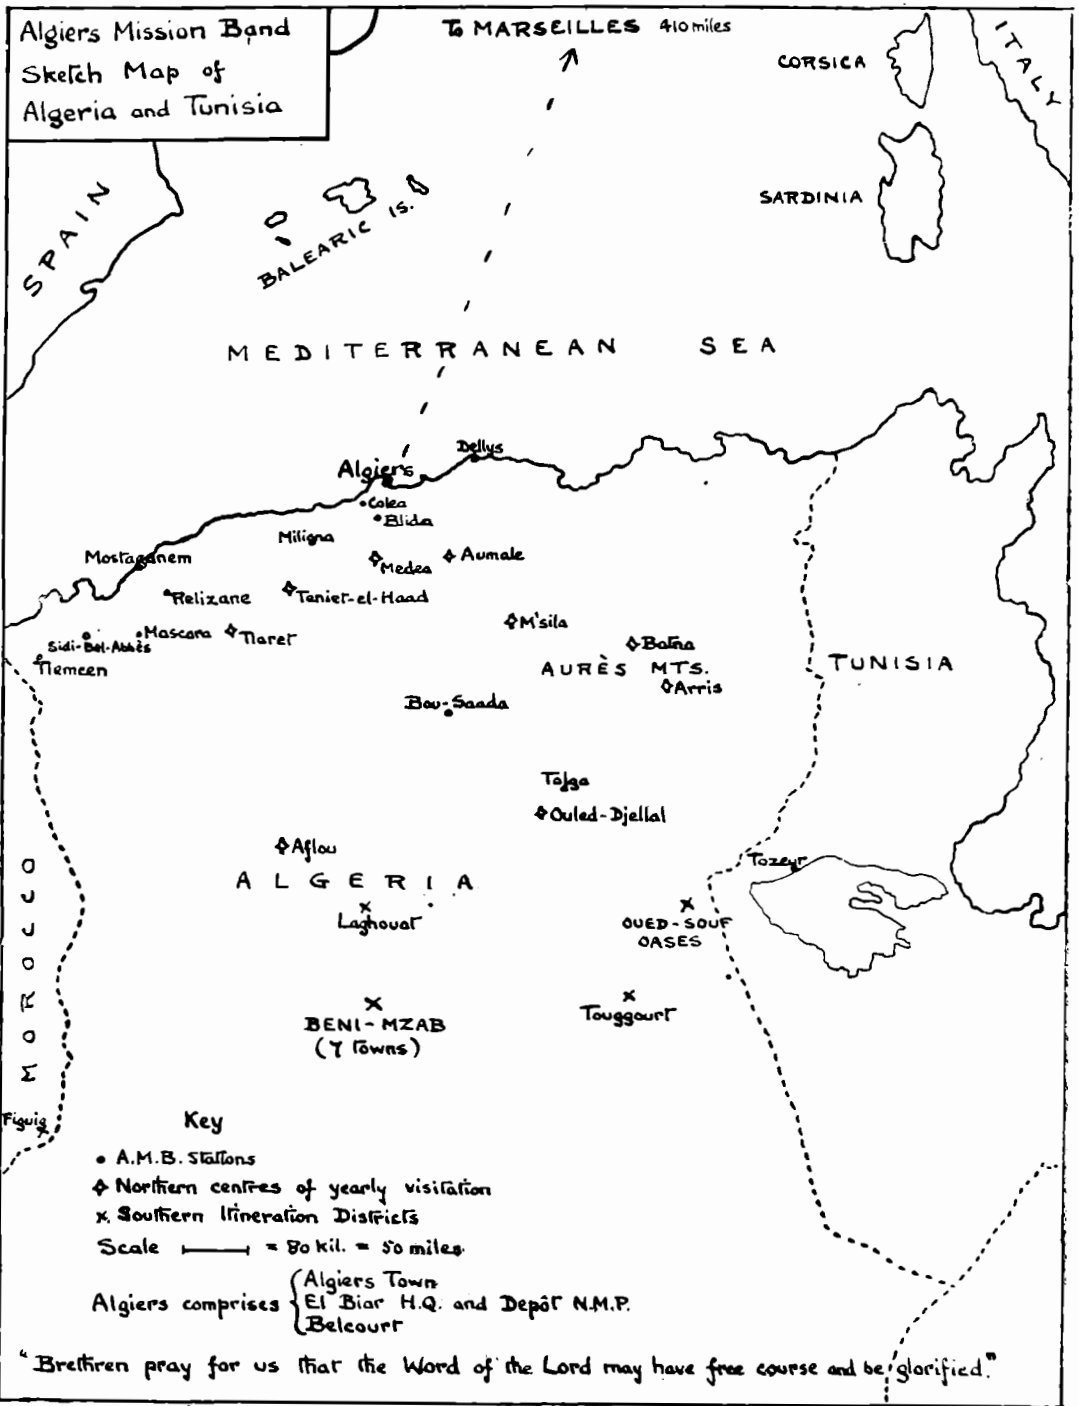 Algiers Mission Band
Sketch Map of
Algeria and Tunisia
To MARSEILLES 410 miles
CORSICA
ITALY
SARDINIA
SPAIN
BALEARIC IS.
MEDITERRANEAN SEA
Dellys
Algiers
Colea
Blida
Miligna
Mostaganem
Medea
Aumale
Relizane
Teniet-el-Haad
M'sila
Mascara
Tiaret
Sidi-Bel-Abbès
Tlemcen
Batna
AURÈS MTS.
TUNISIA
Arris
Bou-Saada
Tolga
Ouled-Djellal
Aflou
Tozeur
ALGERIA
Laghouat
OUED-SOUF
OASES
MOROCCO
Touggourt
BENI-MZAB
(7 Towns)
Figuig
Key
A.M.B. Stations
Northern centres of yearly visitation
Southern Itineration Districts
Scale = 80 kil. = 50 miles.
Algiers comprises
Algiers Town
El Biar H.Q. and Depôt N.M.P.
Belcourt
"Brethren pray for us that the Word of the Lord may have free course and be glorified."